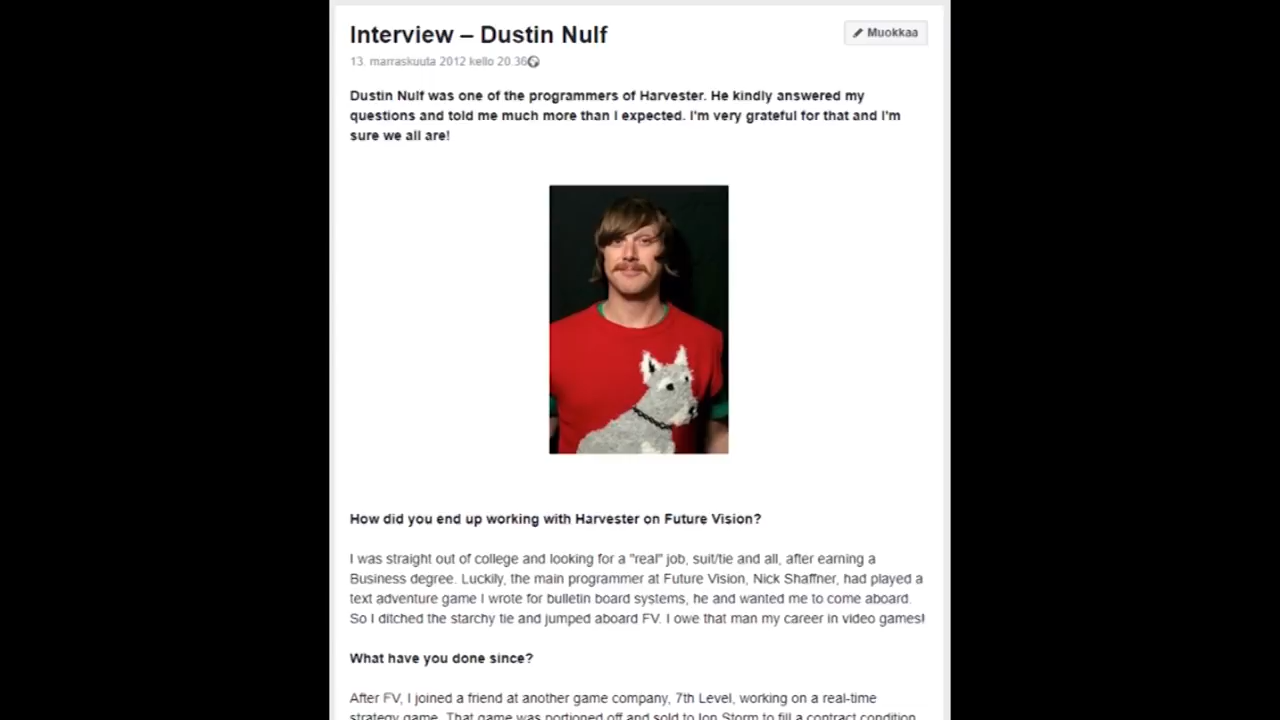 Interview – Dustin Nulf
Muokkaa
13. marraskuuta 2012 kello 20.36
Dustin Nulf was one of the programmers of Harvester. He kindly answered my
questions and told me much more than I expected. I'm very grateful for that and I'm
sure we all are!
How did you end up working with Harvester on Future Vision?
I was straight out of college and looking for a "real" job, suit/tie and all, after earning a
Business degree. Luckily, the main programmer at Future Vision, Nick Shaffner, had played a
text adventure game I wrote for bulletin board systems, he and wanted me to come aboard.
So I ditched the starchy tie and jumped aboard FV. I owe that man my career in video games!
What have you done since?
After FV, I joined a friend at another game company, 7th Level, working on a real-time
strategy game. That game was portioned off and sold to Ion Storm to fill a contract condition